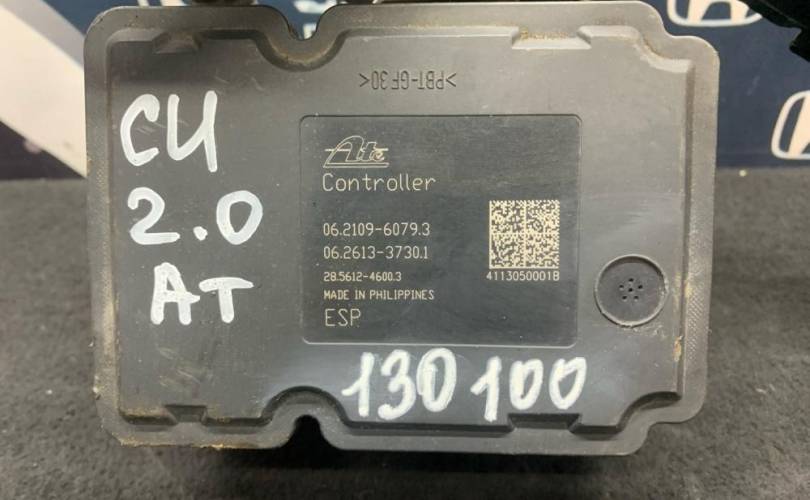 >PBT-GF30<
CU
2.0
AT
Ate
Controller
06.2109-6079.3
06.2613-3730.1
28.5612-4600.3
MADE IN PHILIPPINES
ESP
4113050001B
130100